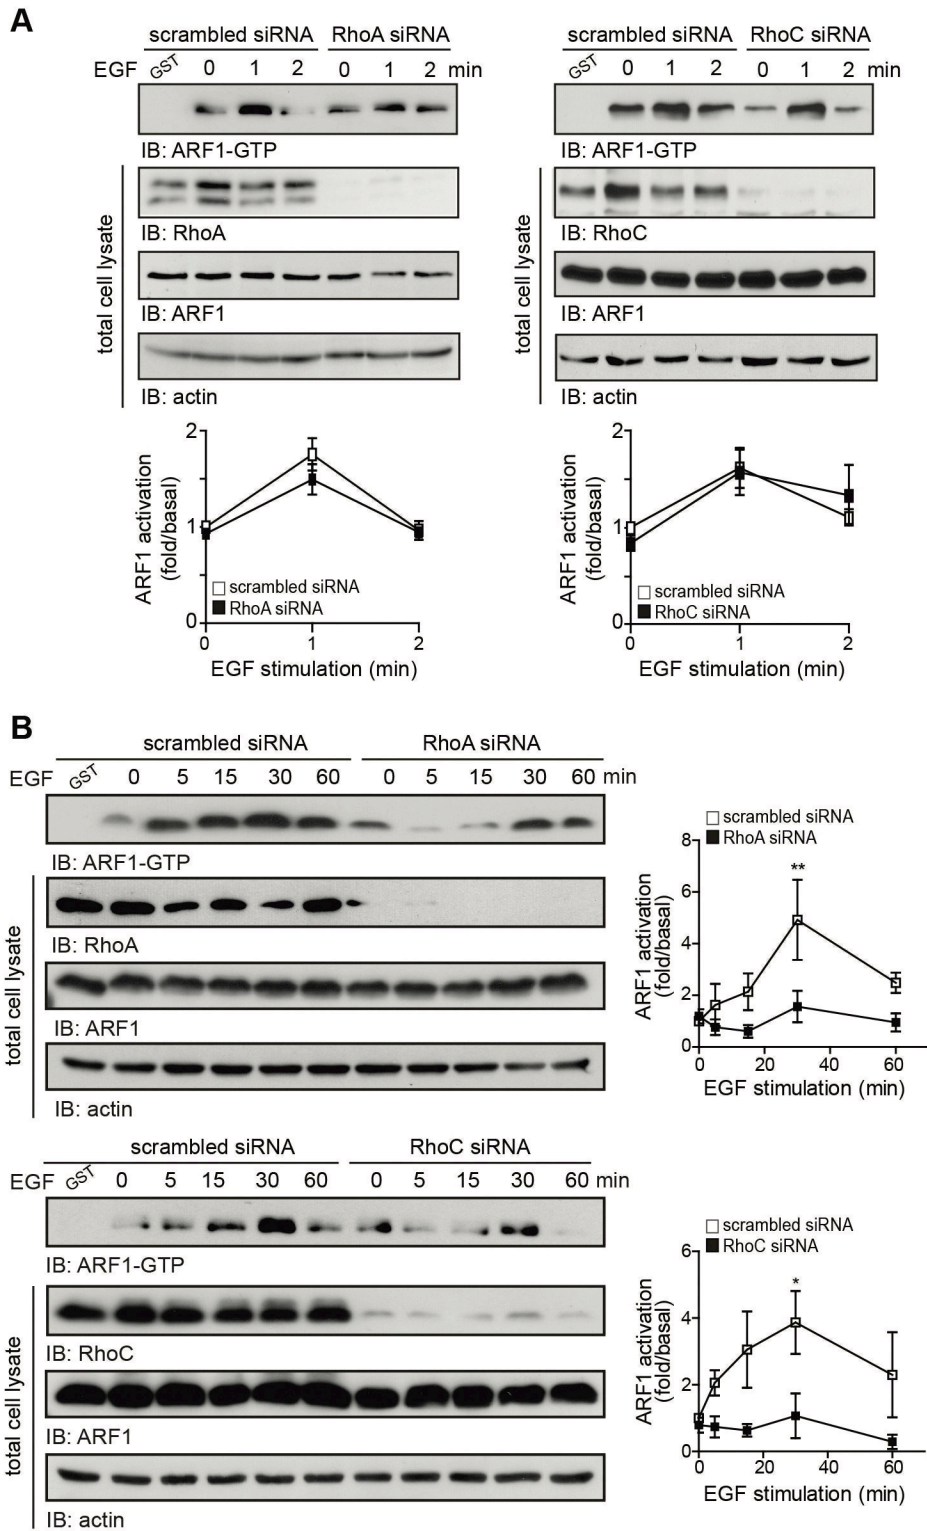 A
scrambled siRNA RhoA siRNA
EGF GST 0 1 2 0 1 2 min
IB: ARF1-GTP
IB: RhoA
IB: ARF1
IB: actin
total cell lysate
scrambled siRNA RhoC siRNA
GST 0 1 2 0 1 2 min
IB: ARF1-GTP
IB: RhoC
IB: ARF1
IB: actin
total cell lysate
2
1
0
ARF1 activation
(fold/basal)
scrambled siRNA
RhoA siRNA
0 1 2
EGF stimulation (min)
2
1
0
ARF1 activation
(fold/basal)
scrambled siRNA
RhoC siRNA
0 1 2
EGF stimulation (min)
B
scrambled siRNA RhoA siRNA
EGF GST 0 5 15 30 60 0 5 15 30 60 min
IB: ARF1-GTP
IB: RhoA
IB: ARF1
IB: actin
total cell lysate
scrambled siRNA
RhoA siRNA
8
**
6
4
2
0
ARF1 activation
(fold/basal)
0 20 40 60
EGF stimulation (min)
scrambled siRNA RhoC siRNA
EGF GST 0 5 15 30 60 0 5 15 30 60 min
IB: ARF1-GTP
IB: RhoC
IB: ARF1
IB: actin
total cell lysate
scrambled siRNA
RhoC siRNA
6
*
4
2
0
ARF1 activation
(fold/basal)
0 20 40 60
EGF stimulation (min)